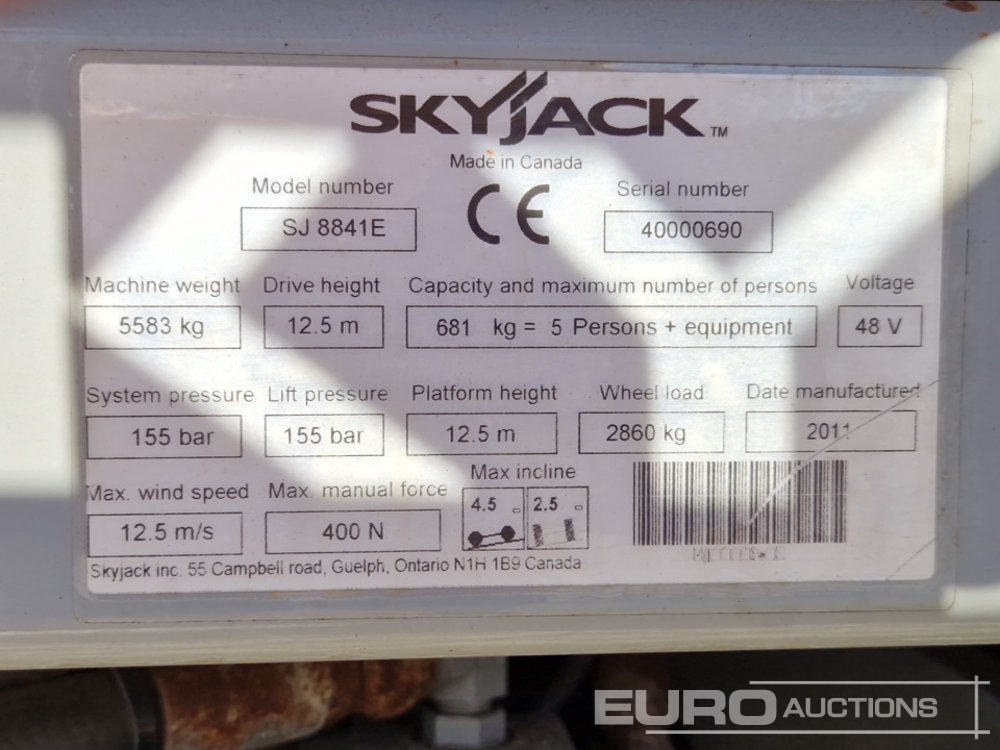 SKYJACK™
Made in Canada
Model number
SJ 8841E
CE
Serial number
40000690
Machine weight Drive height Capacity and maximum number of persons Voltage
5583 kg 12.5 m 681 kg = 5 Persons + equipment 48 V
System pressure Lift pressure Platform height Wheel load Date manufactured
155 bar 155 bar 12.5 m 2860 kg 2011
Max. wind speed Max. manual force Max incline
12.5 m/s 400 N 4.5 2.5
Skyjack inc. 55 Campbell road, Guelph, Ontario N1H 1B9 Canada
EURO AUCTIONS